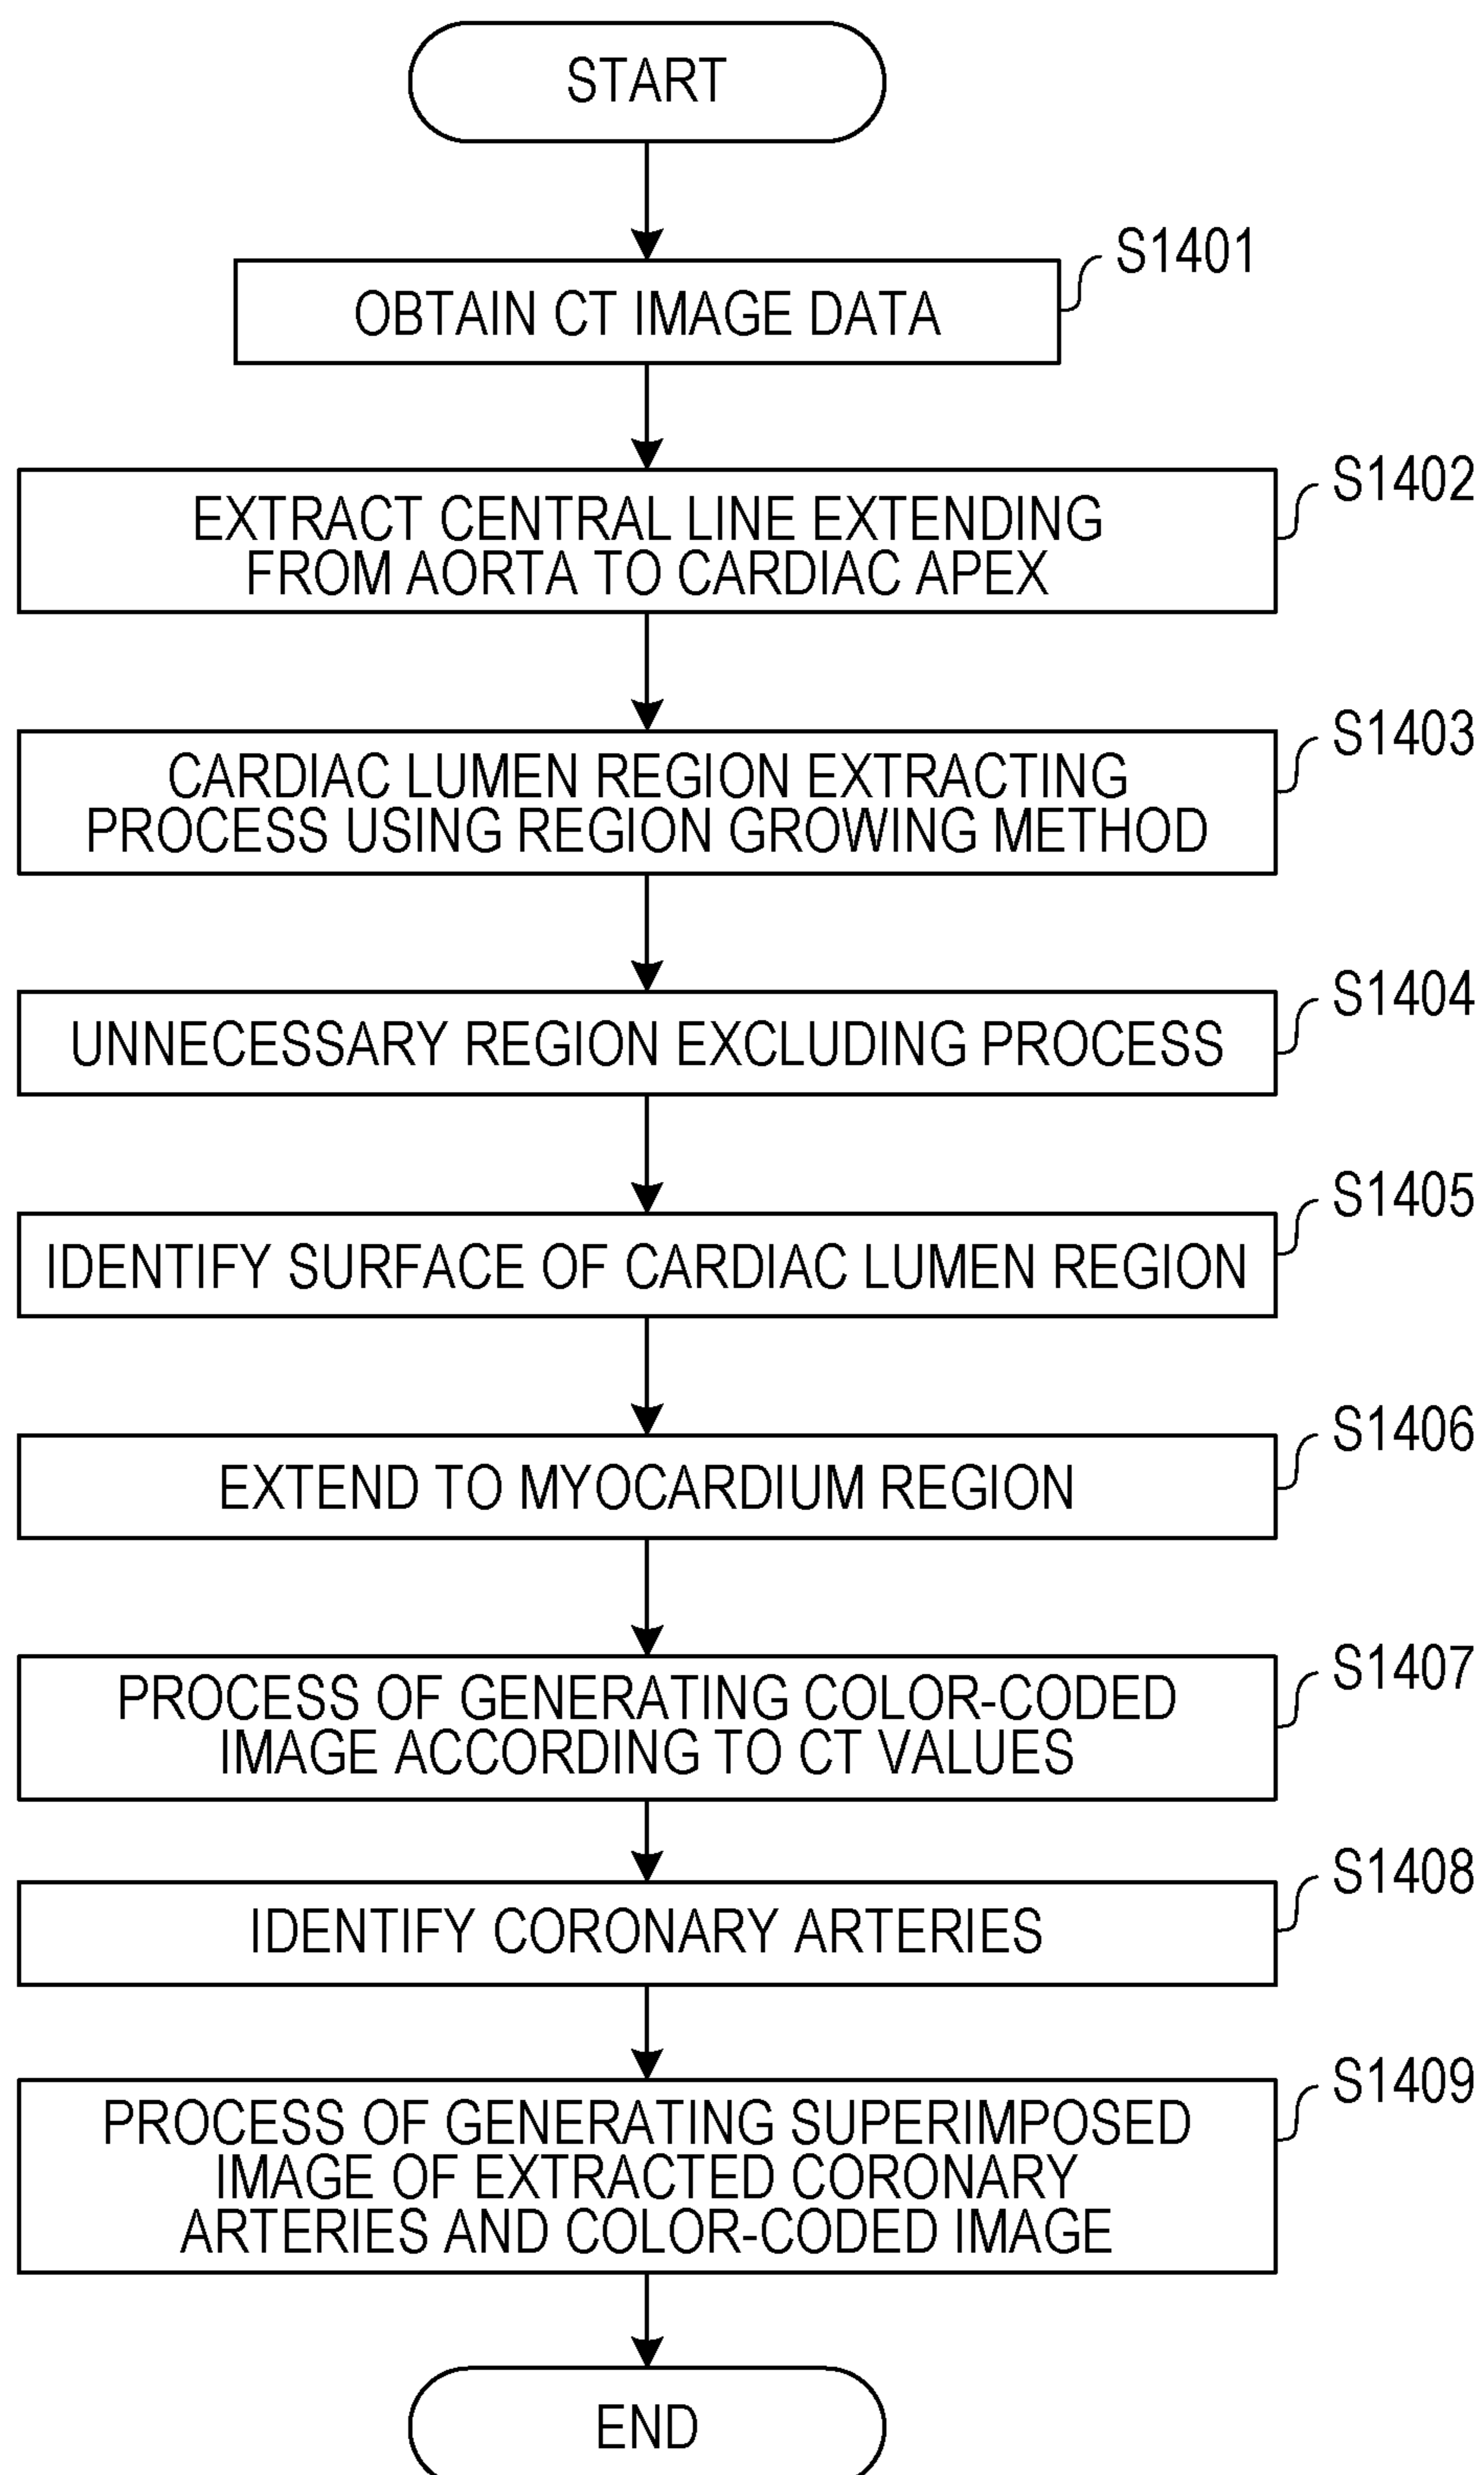 START
S1401
OBTAIN CT IMAGE DATA
S1402
EXTRACT CENTRAL LINE EXTENDING
FROM AORTA TO CARDIAC APEX
S1403
CARDIAC LUMEN REGION EXTRACTING
PROCESS USING REGION GROWING METHOD
S1404
UNNECESSARY REGION EXCLUDING PROCESS
S1405
IDENTIFY SURFACE OF CARDIAC LUMEN REGION
S1406
EXTEND TO MYOCARDIUM REGION
S1407
PROCESS OF GENERATING COLOR-CODED
IMAGE ACCORDING TO CT VALUES
S1408
IDENTIFY CORONARY ARTERIES
S1409
PROCESS OF GENERATING SUPERIMPOSED
IMAGE OF EXTRACTED CORONARY
ARTERIES AND COLOR-CODED IMAGE
END